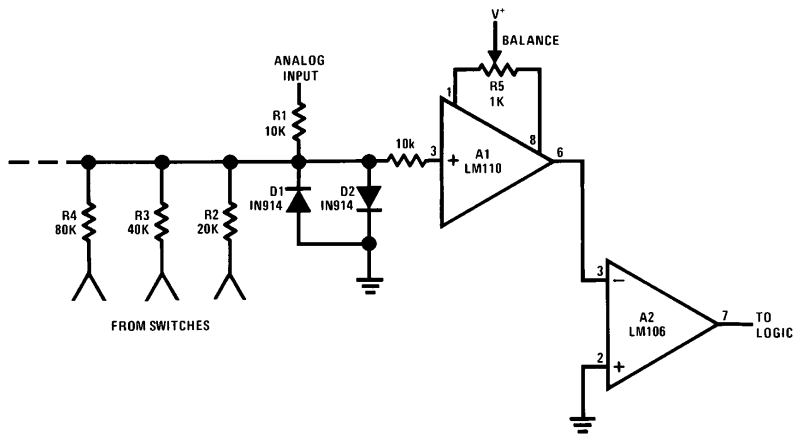 V+
BALANCE
ANALOG
INPUT
R1
10K
R5
1K
1
8
10k
3
+
A1
LM110
6
R4
80K
R3
40K
R2
20K
D1
IN914
D2
IN914
FROM SWITCHES
3
−
A2
LM106
7
TO
LOGIC
2
+